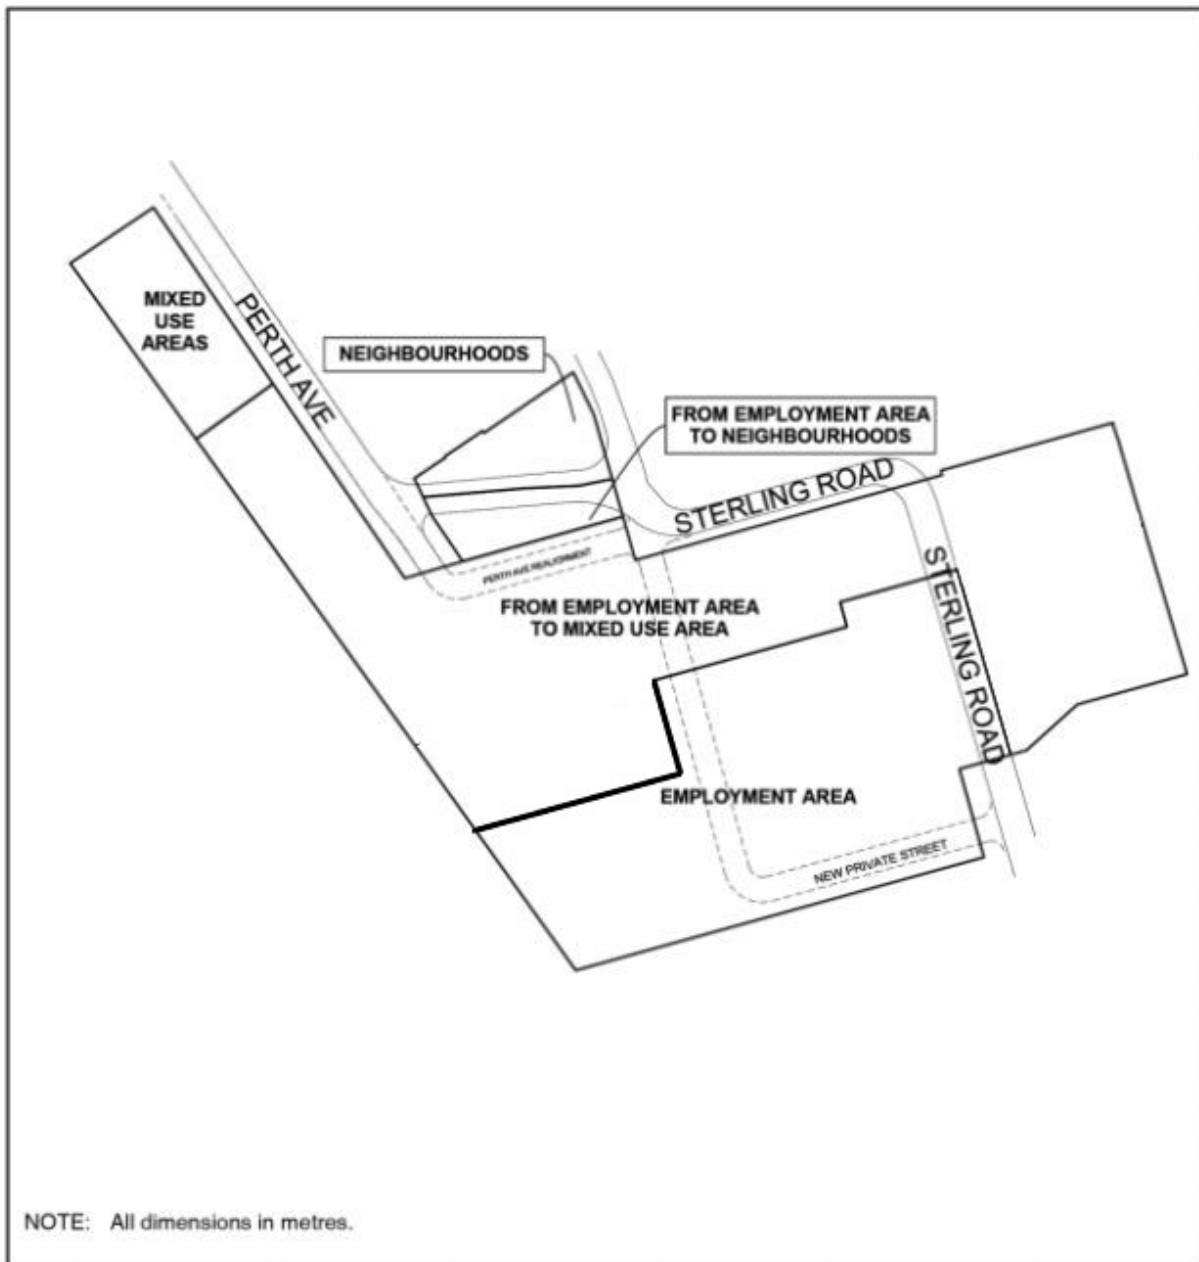 MIXED
USE
AREAS
PERTH AVE
NEIGHBOURHOODS
FROM EMPLOYMENT AREA
TO NEIGHBOURHOODS
STERLING ROAD
PERTH AVE REALIGNMENT
STERLING ROAD
FROM EMPLOYMENT AREA
TO MIXED USE AREA
EMPLOYMENT AREA
NEW PRIVATE STREET
NOTE: All dimensions in metres.